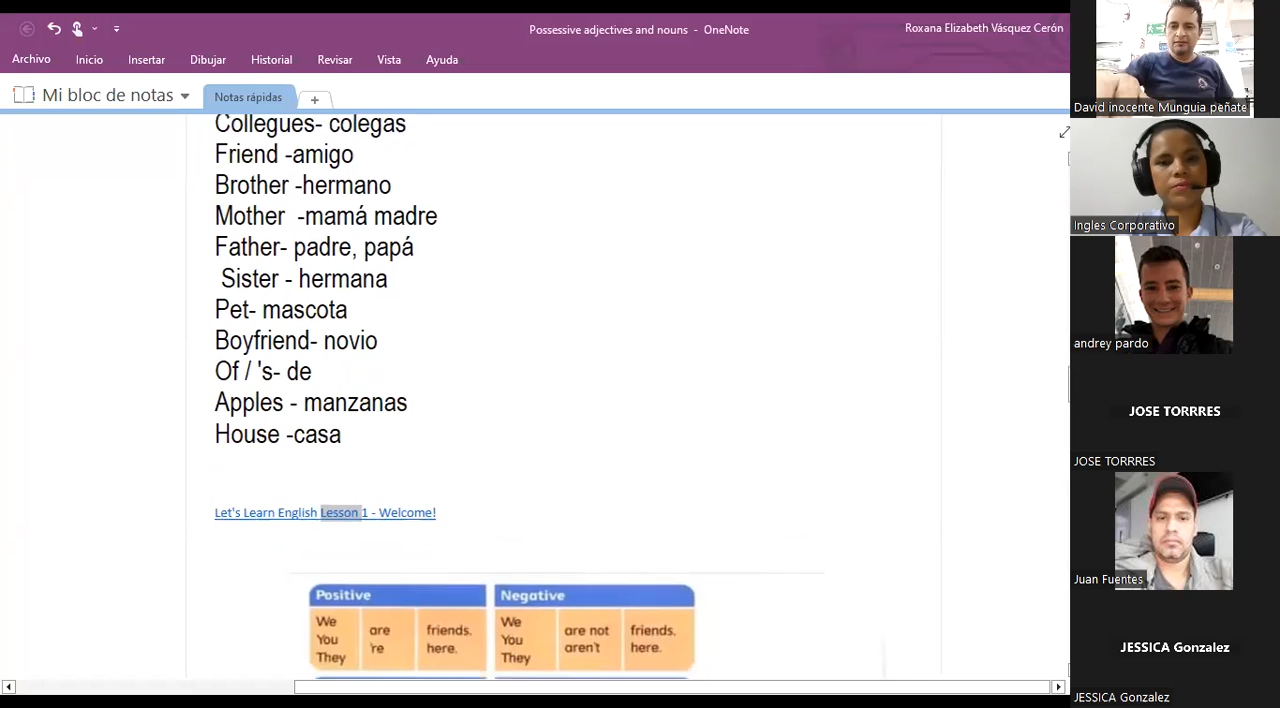 Possessive adjectives and nouns - OneNote
Roxana Elizabeth Vásquez Cerón
Archivo Inicio Insertar Dibujar Historial Revisar Vista Ayuda
Mi bloc de notas Notas rápidas +
Collegues- colegas
Friend -amigo
Brother -hermano
Mother -mamá madre
Father- padre, papá
Sister - hermana
Pet- mascota
Boyfriend- novio
Of / 's- de
Apples - manzanas
House -casa
Let's Learn English Lesson 1 - Welcome!
Positive Negative
We We
are friends. are not friends.
You You
're here. aren't here.
They They
David inocente Munguia peñate
Ingles Corporativo
andrey pardo
JOSE TORRRES
JOSE TORRRES
Juan Fuentes
JESSICA Gonzalez
JESSICA Gonzalez